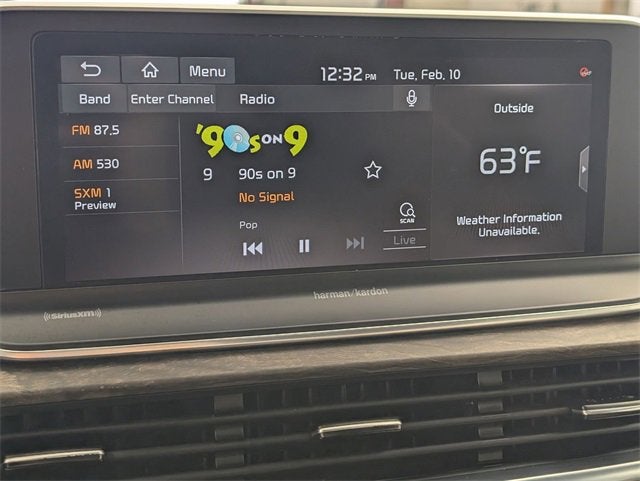 Menu
12:32 PM Tue, Feb. 10
Band Enter Channel Radio
Outside
FM 87.5
'90s ON 9
AM 530
9 90s on 9
63°F
SXM 1
Preview
No Signal
Weather Information
Unavailable.
Pop
SCAN
Live
harman/kardon
((SiriusXM))